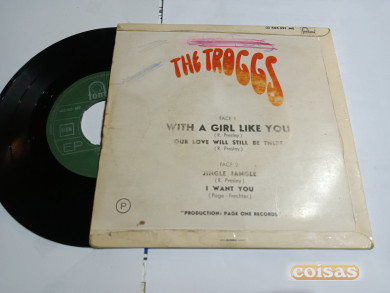 THE TROGGS
FACE 1
WITH A GIRL LIKE YOU
( R. Presley )
OUR LOVE WILL STILL BE THERE
( R. Presley )
FACE 2
JINGLE JANGLE
( R. Presley )
I WANT YOU
( Page - Frechter )
"PRODUCTION: PAGE ONE RECORDS"
P
EP
coisas